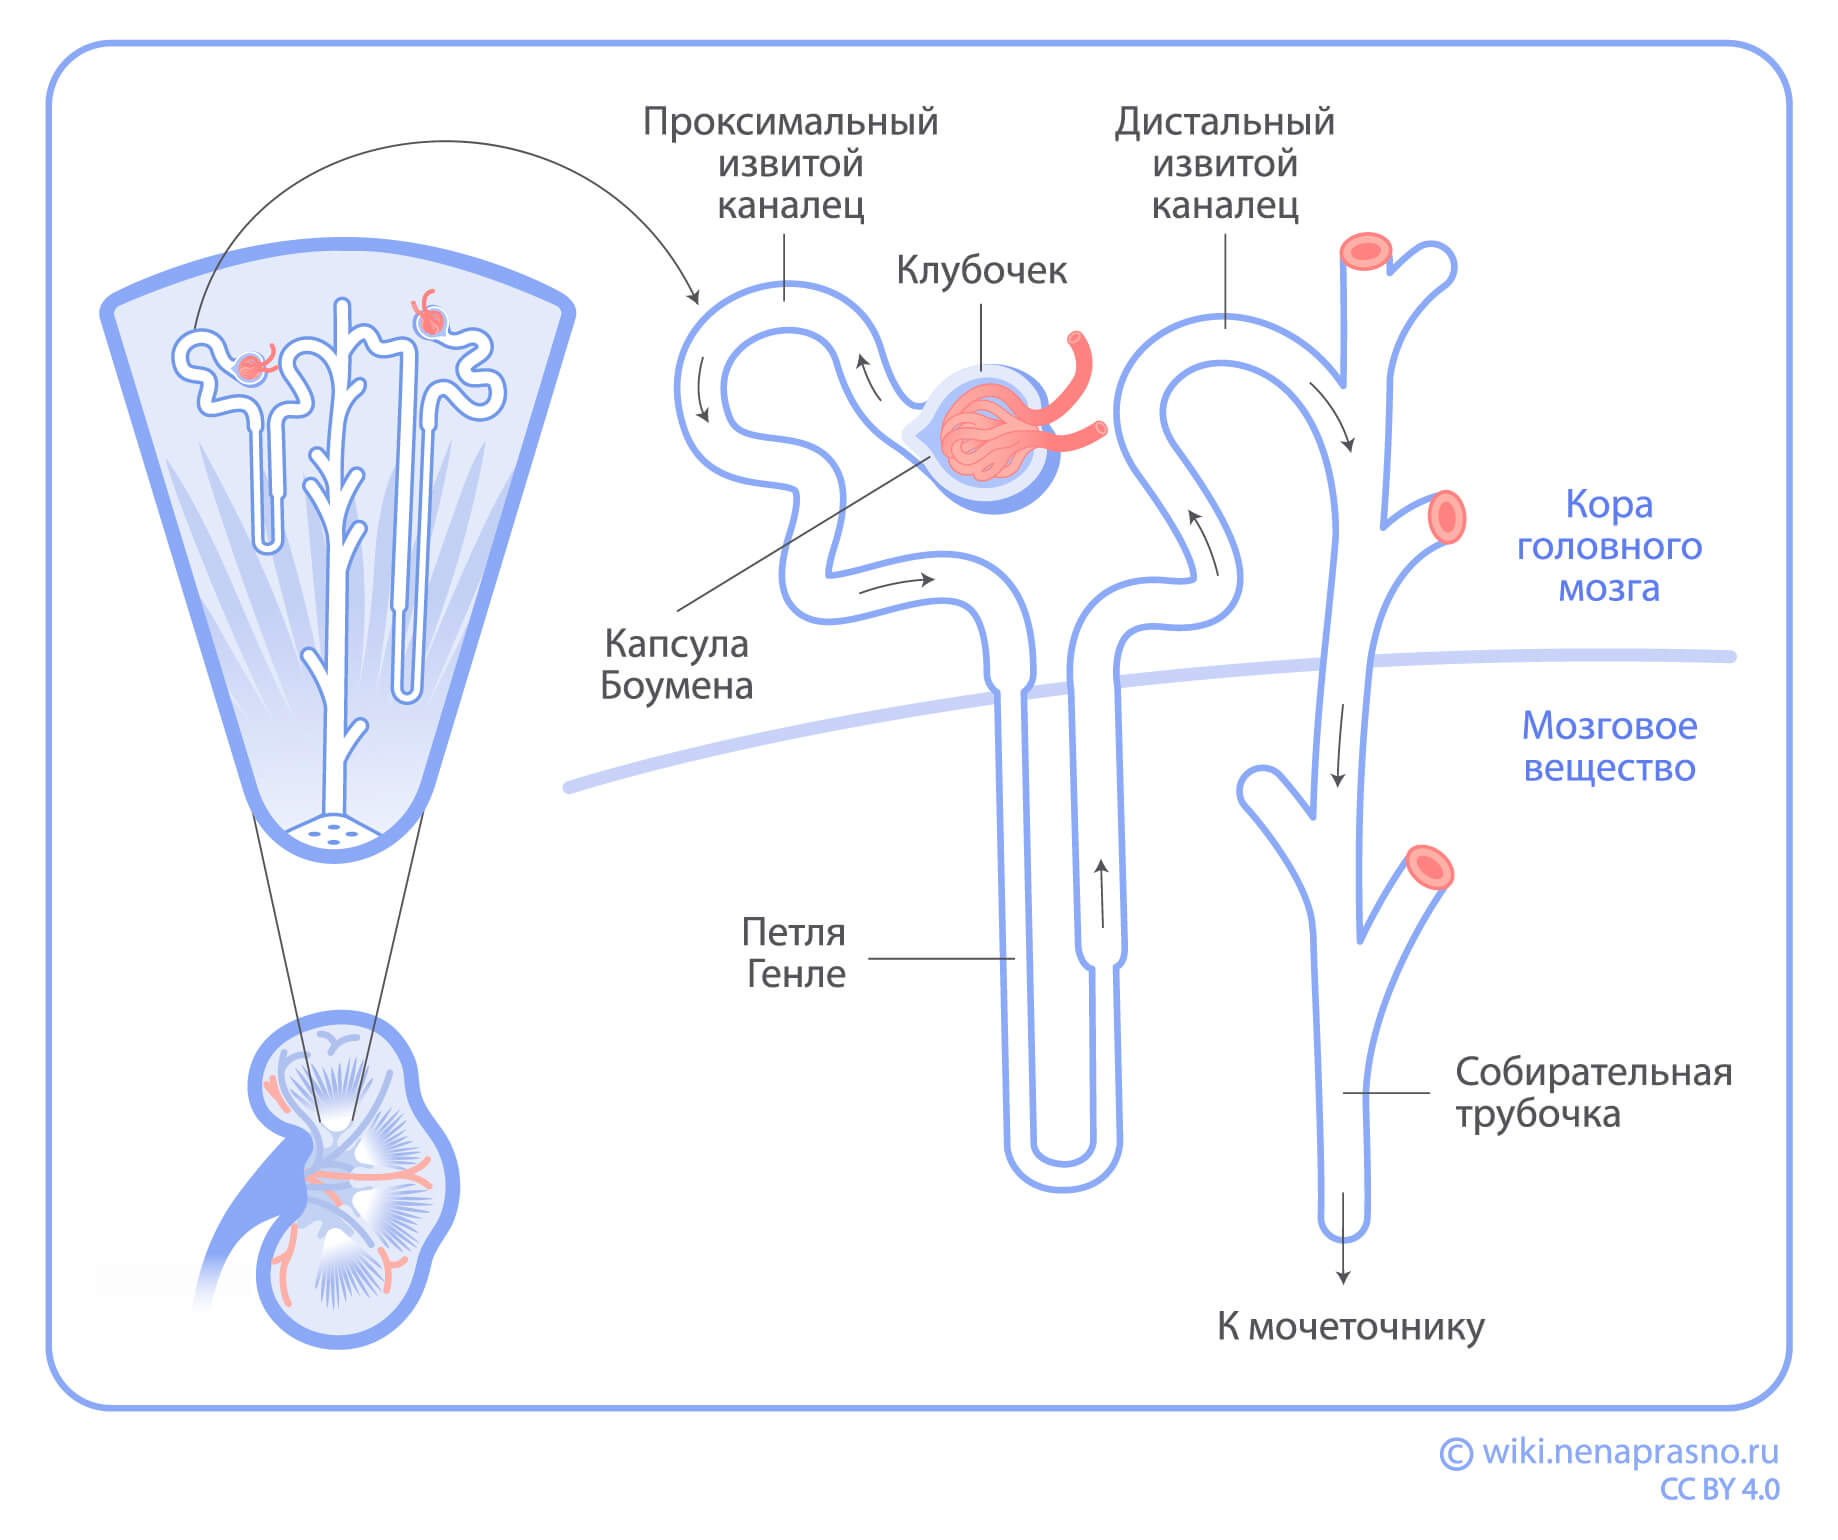 Проксимальный
извитой
каналец
Дистальный
извитой
каналец
Клубочек
Кора
головного
мозга
Капсула
Боумена
Мозговое
вещество
Петля
Генле
Собирательная
трубочка
К мочеточнику
© wiki.nenaprasno.ru
CC BY 4.0